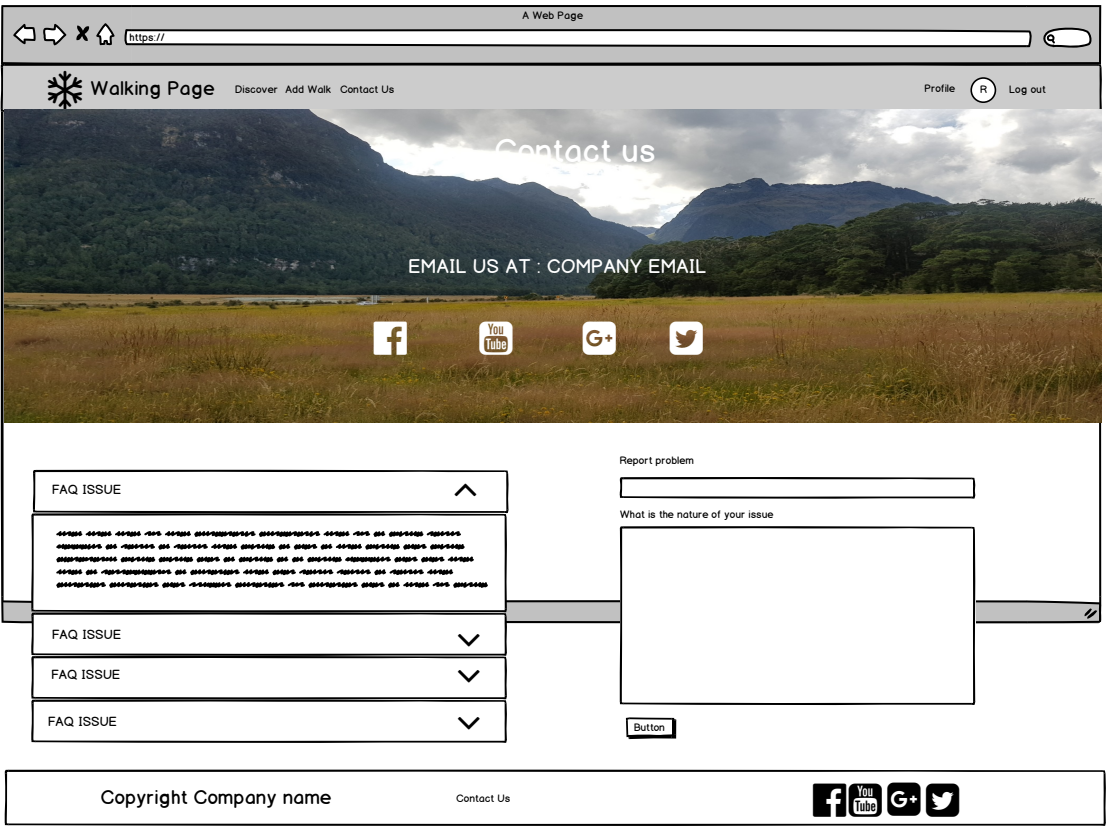 A Web Page
https://
Walking Page Discover Add Walk Contact Us Profile R Log out
Contact us
EMAIL US AT : COMPANY EMAIL
You Tube G+
Report problem
FAQ ISSUE
What is the nature of your issue
FAQ ISSUE
FAQ ISSUE
FAQ ISSUE
Button
Copyright Company name Contact Us You Tube G+